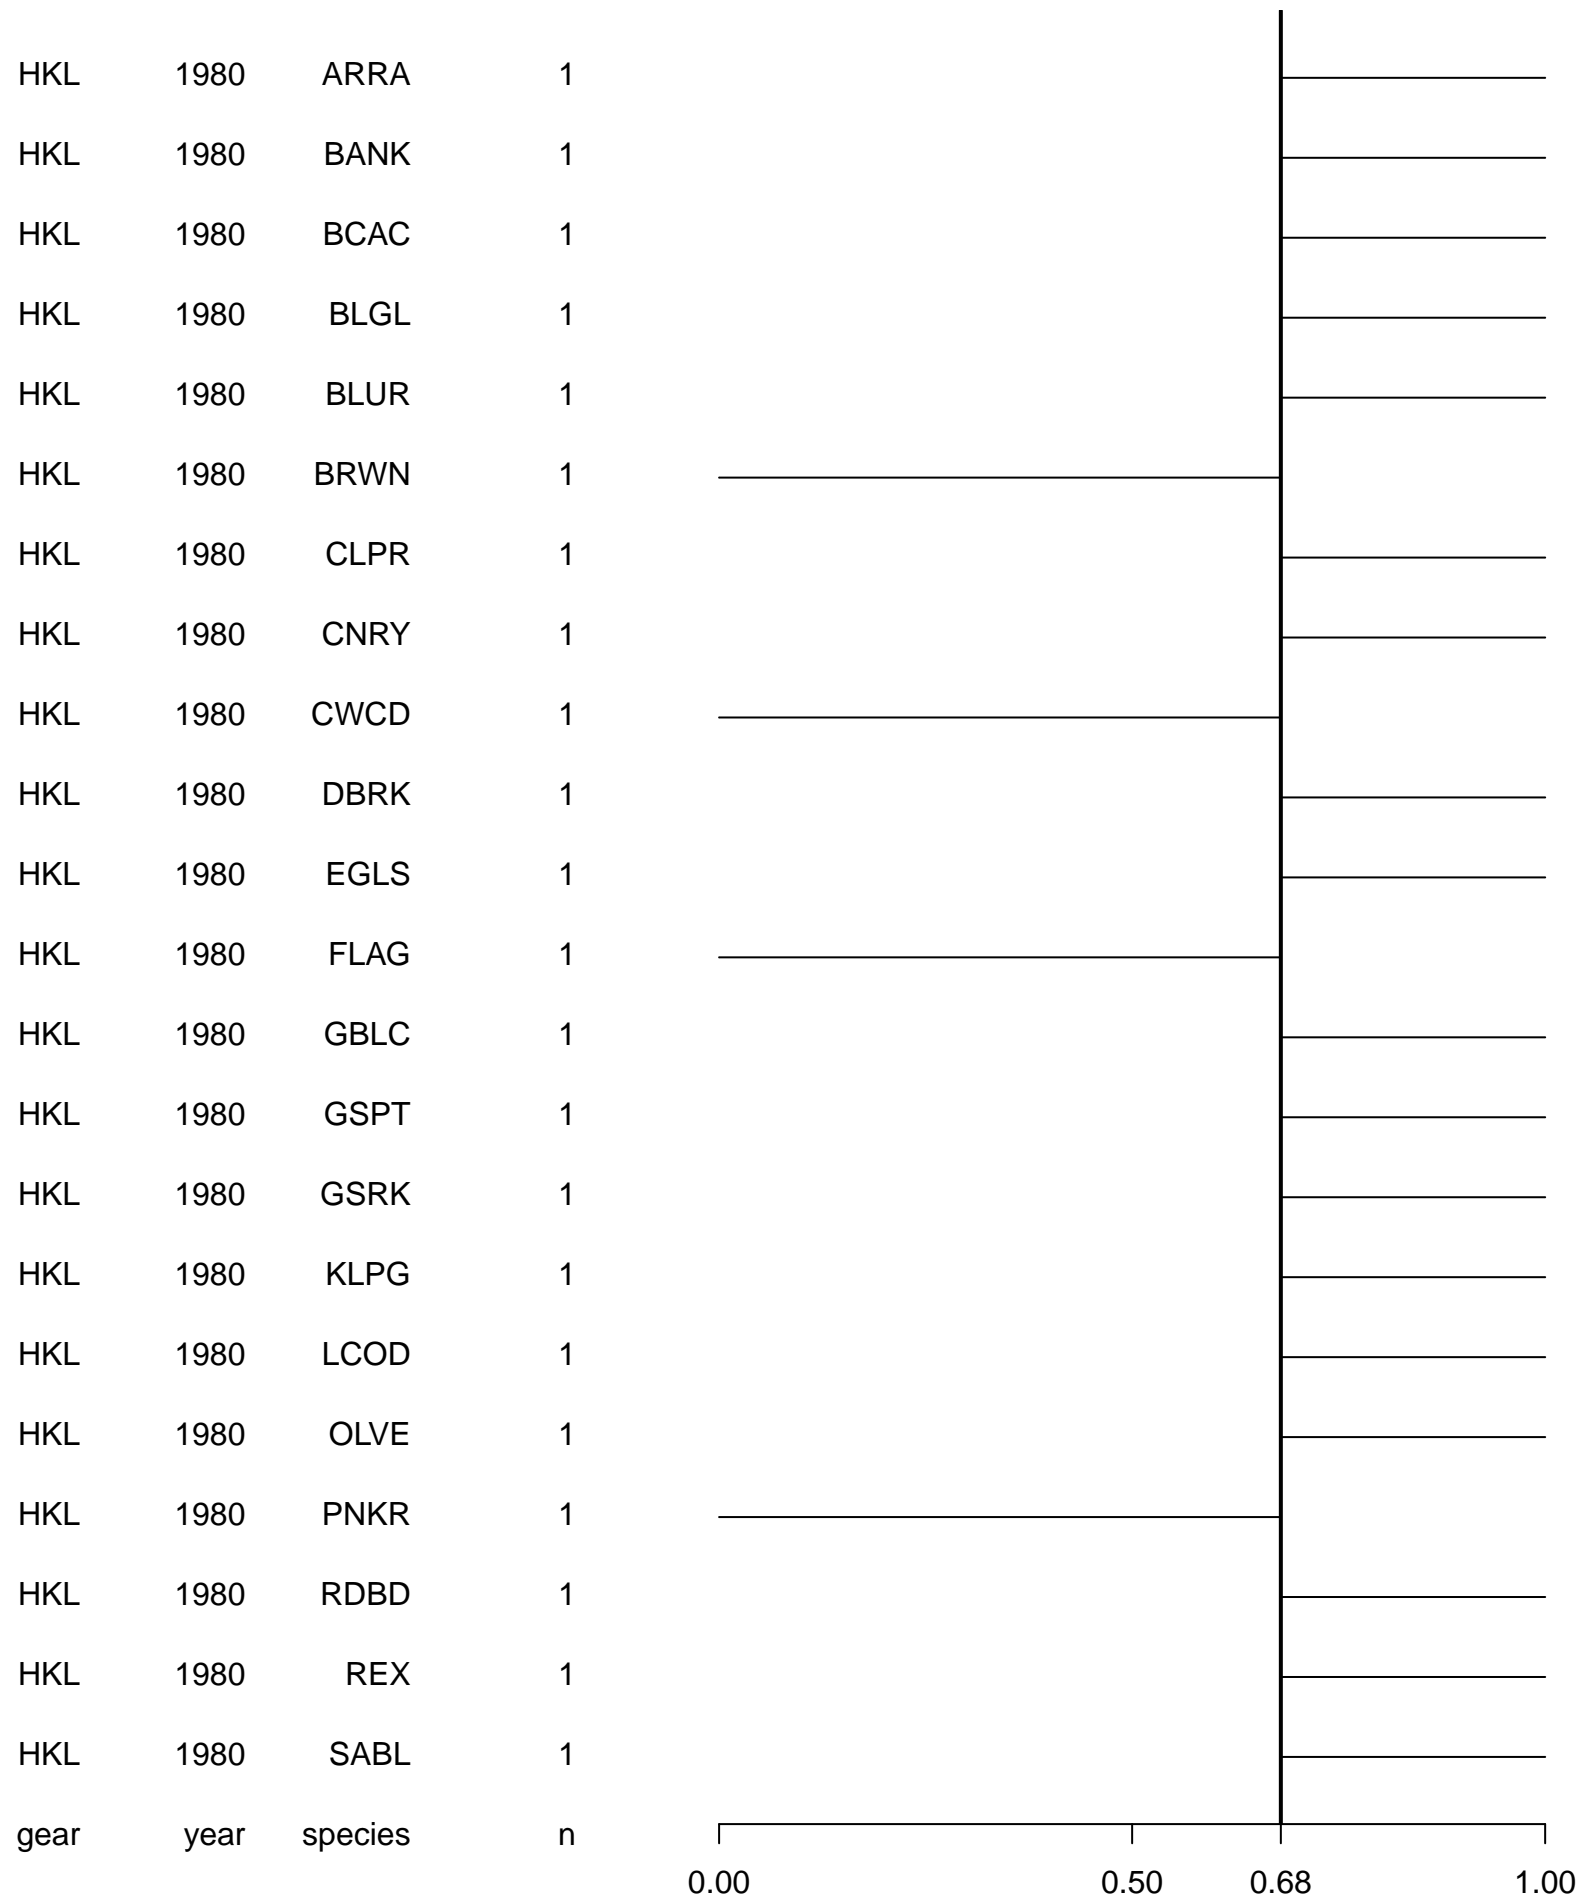 HKL 1980 ARRA 1
HKL 1980 BANK 1
HKL 1980 BCAC 1
HKL 1980 BLGL 1
HKL 1980 BLUR 1
HKL 1980 BRWN 1
HKL 1980 CLPR 1
HKL 1980 CNRY 1
HKL 1980 CWCD 1
HKL 1980 DBRK 1
HKL 1980 EGLS 1
HKL 1980 FLAG 1
HKL 1980 GBLC 1
HKL 1980 GSPT 1
HKL 1980 GSRK 1
HKL 1980 KLPG 1
HKL 1980 LCOD 1
HKL 1980 OLVE 1
HKL 1980 PNKR 1
HKL 1980 RDBD 1
HKL 1980 REX 1
HKL 1980 SABL 1
gear year species n
0.00 0.50 0.68 1.00